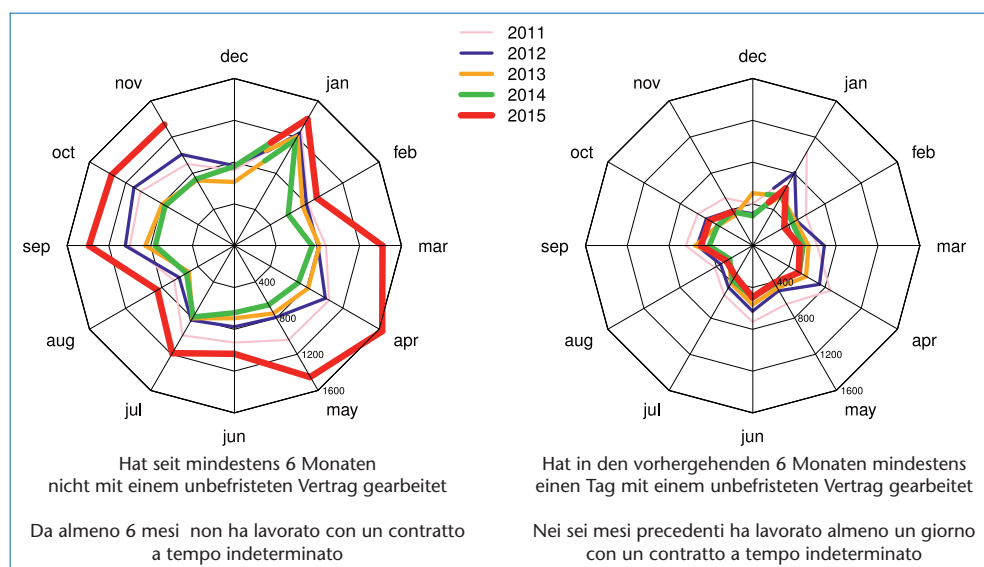 2011
2012
2013
2014
2015
dec
jan
feb
mar
apr
may
jun
jul
aug
sep
oct
nov
400
800
1200
1600
dec
jan
feb
mar
apr
may
jun
jul
aug
sep
oct
nov
400
800
1200
1600
Hat seit mindestens 6 Monaten
nicht mit einem unbefristeten Vertrag gearbeitet
Da almeno 6 mesi non ha lavorato con un contratto
a tempo indeterminato
Hat in den vorhergehenden 6 Monaten mindestens
einen Tag mit einem unbefristeten Vertrag gearbeitet
Nei sei mesi precedenti ha lavorato almeno un giorno
con un contratto a tempo indeterminato